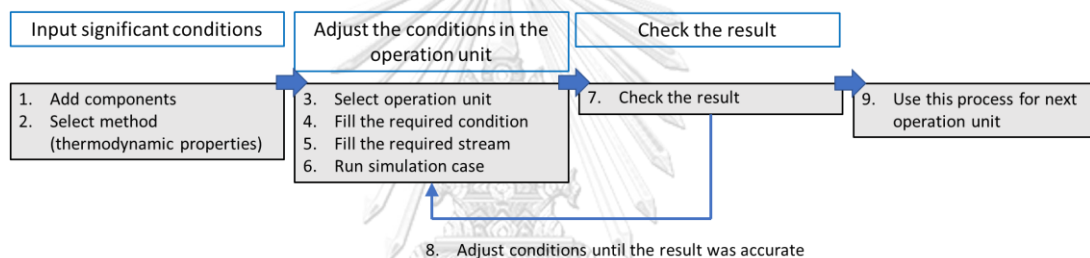 Input significant conditions
Adjust the conditions in the
operation unit
Check the result
1. Add components
2. Select method
(thermodynamic properties)
3. Select operation unit
4. Fill the required condition
5. Fill the required stream
6. Run simulation case
7. Check the result
9. Use this process for next
operation unit
8. Adjust conditions until the result was accurate